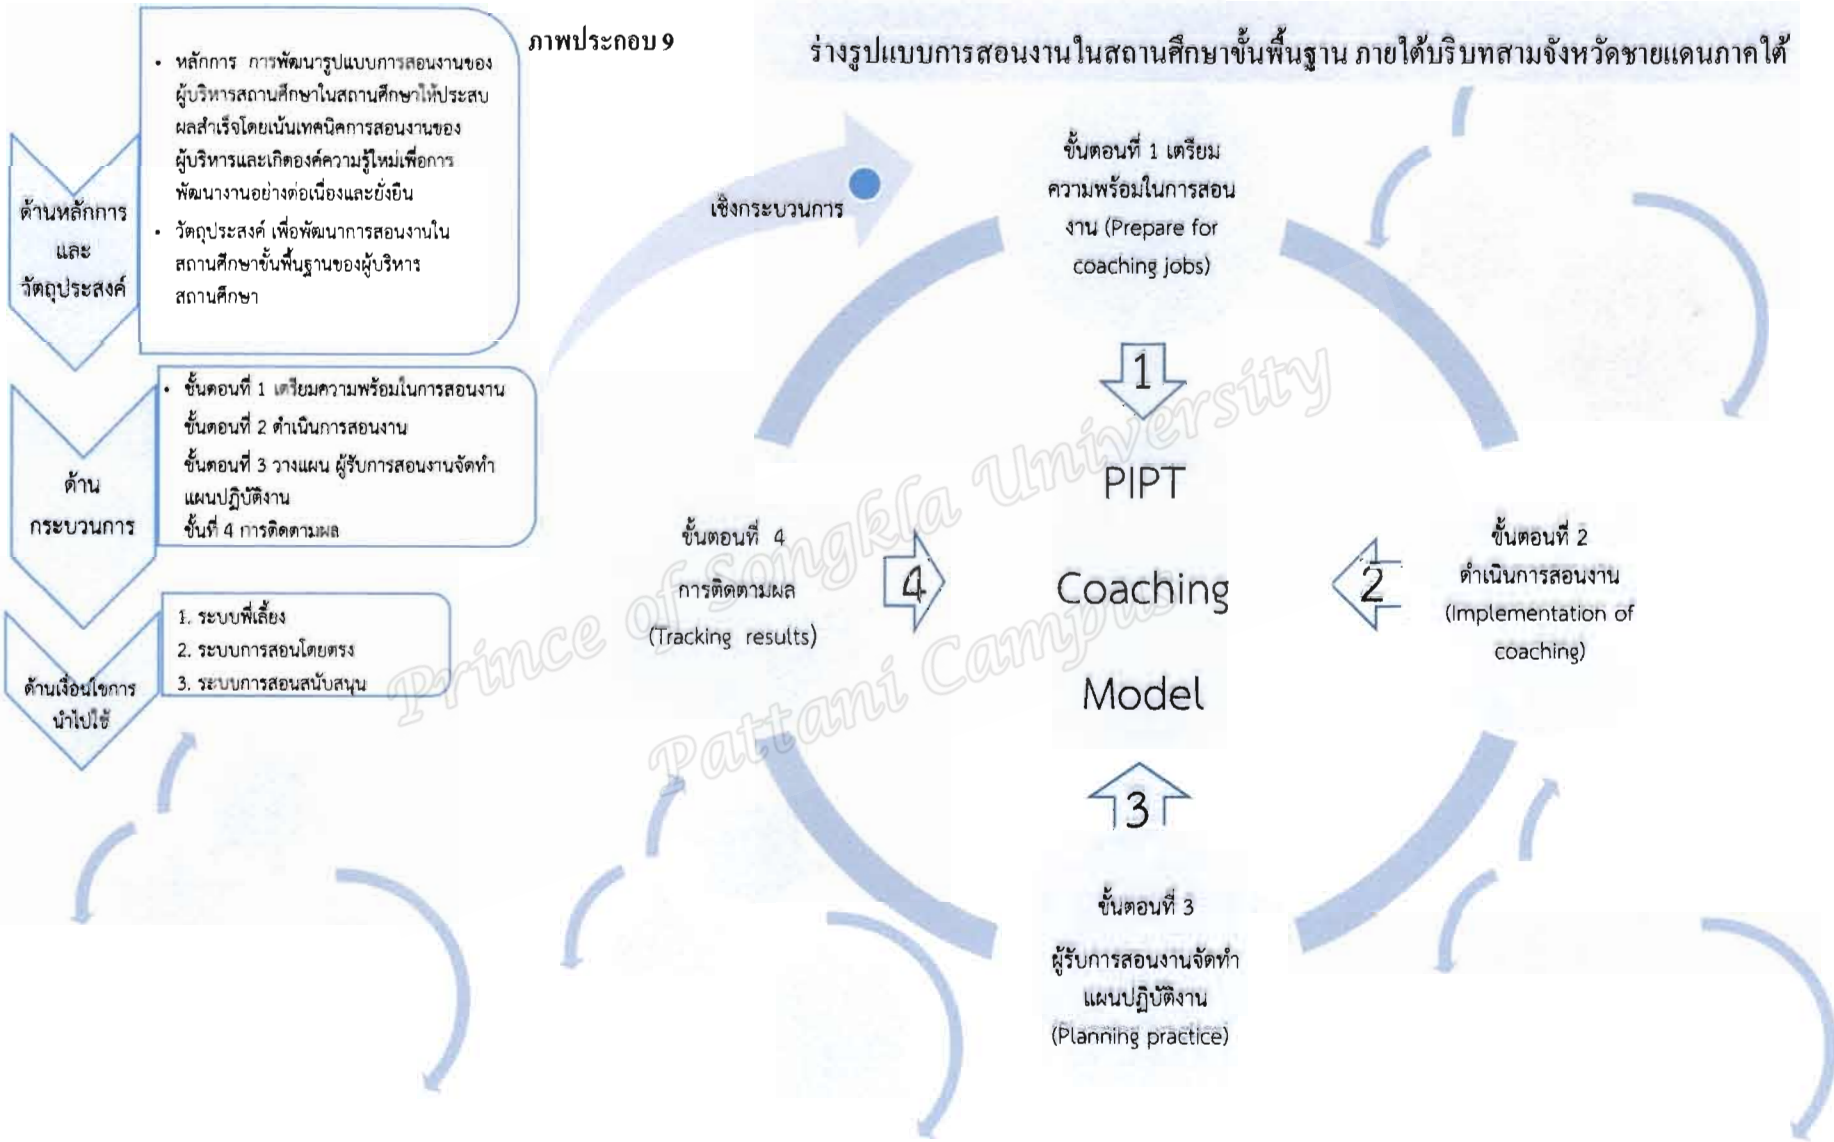 ภาพประกอบ 9
ร่างรูปแบบการสอนงานในสถานศึกษาขั้นพื้นฐาน ภายใต้บริบทสามจังหวัดชายแดนภาคใต้
ด้านหลักการ
และ
วัตถุประสงค์
• หลักการ การพัฒนารูปแบบการสอนงานของ
ผู้บริหารสถานศึกษาในสถานศึกษาให้ประสบ
ผลสำเร็จโดยเน้นเทคนิคการสอนงานของ
ผู้บริหารและเกิดองค์ความรู้ใหม่เพื่อการ
พัฒนางานอย่างต่อเนื่องและยั่งยืน
• วัตถุประสงค์ เพื่อพัฒนาการสอนงานใน
สถานศึกษาขั้นพื้นฐานของผู้บริหาร
สถานศึกษา
ด้าน
กระบวนการ
• ขั้นตอนที่ 1 เตรียมความพร้อมในการสอนงาน
ขั้นตอนที่ 2 ดำเนินการสอนงาน
ขั้นตอนที่ 3 วางแผน ผู้รับการสอนงานจัดทำ
แผนปฏิบัติงาน
ขั้นที่ 4 การติดตามผล
ด้านเงื่อนไขการ
นำไปใช้
1. ระบบพี่เลี้ยง
2. ระบบการสอนโดยตรง
3. ระบบการสอนสนับสนุน
เชิงกระบวนการ
ขั้นตอนที่ 1 เตรียม
ความพร้อมในการสอน
งาน (Prepare for
coaching jobs)
1
PIPT
Coaching
Model
ขั้นตอนที่ 2
ดำเนินการสอนงาน
(Implementation of
coaching)
2
3
ขั้นตอนที่ 3
ผู้รับการสอนงานจัดทำ
แผนปฏิบัติงาน
(Planning practice)
ขั้นตอนที่ 4
การติดตามผล
(Tracking results)
4
Prince of Songkla University
Pattani Campus